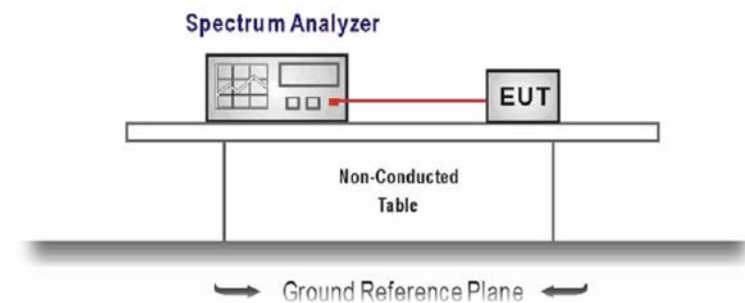 Spectrum Analyzer
EUT
Non-Conducted
Table
Ground Reference Plane